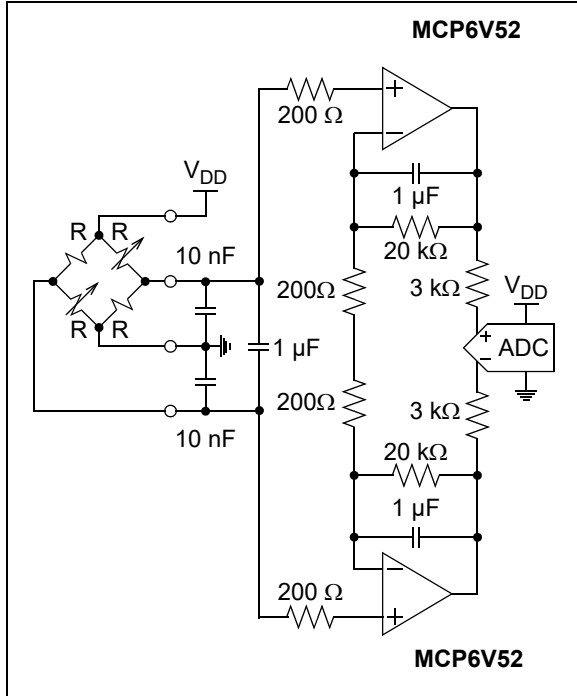 MCP6V52
200 Ω
+
−
V_DD
1 µF
R R
10 nF
20 kΩ
200Ω
3 kΩ
V_DD
+
ADC
−
1 µF
R R
200Ω
3 kΩ
10 nF
20 kΩ
1 µF
−
200 Ω
+
MCP6V52